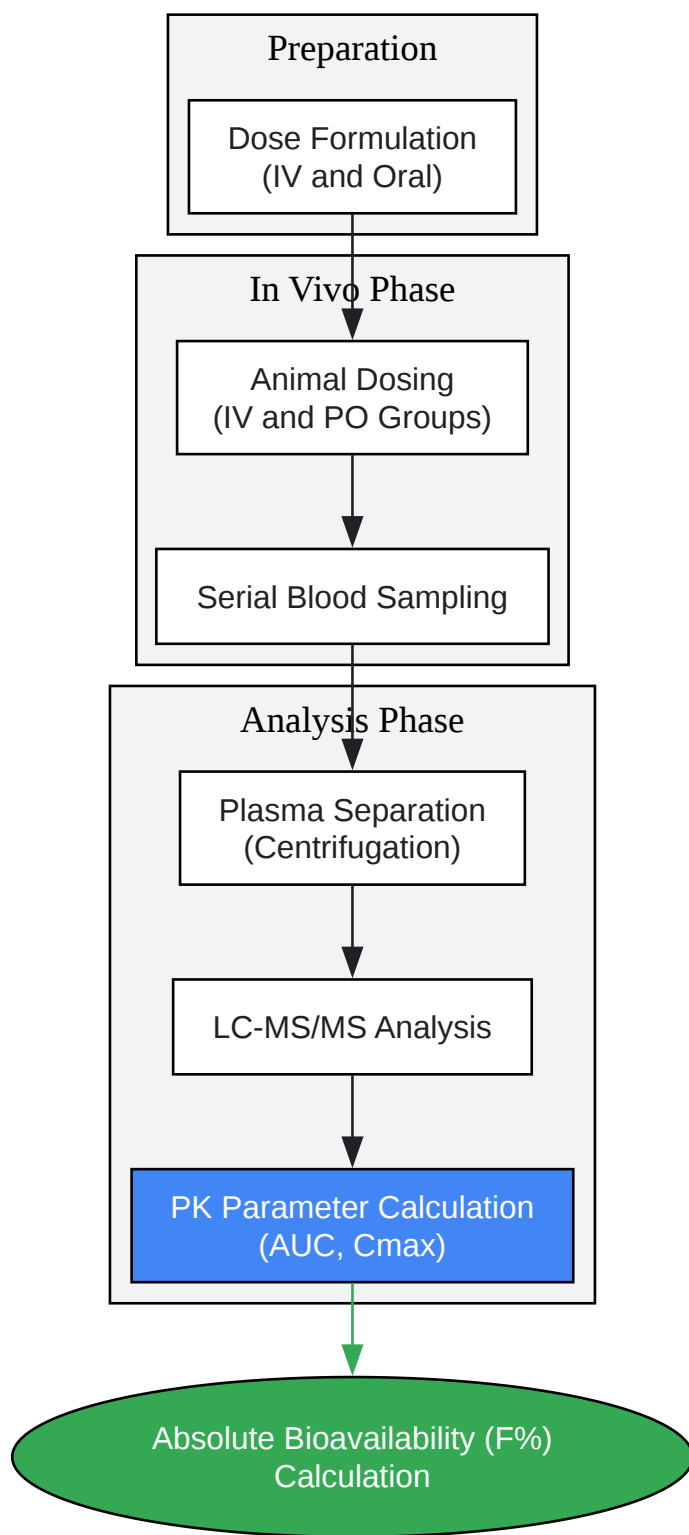 Preparation
Dose Formulation
(IV and Oral)
In Vivo Phase
Animal Dosing
(IV and PO Groups)
Serial Blood Sampling
Analysis Phase
Plasma Separation
(Centrifugation)
LC-MS/MS Analysis
PK Parameter Calculation
(AUC, Cmax)
Absolute Bioavailability (F%)
Calculation